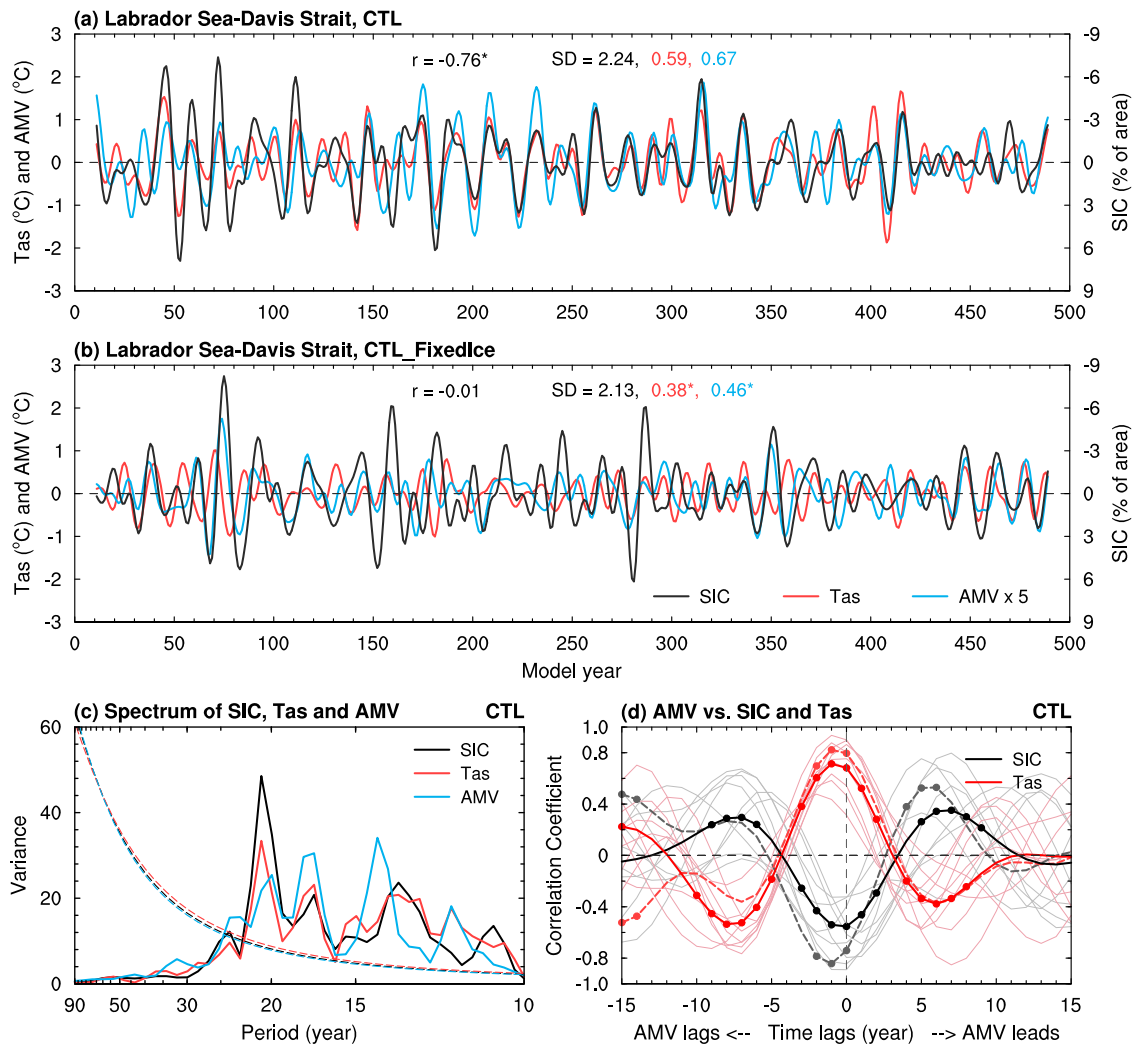 (a) Labrador Sea-Davis Strait, CTL
r = -0.76* SD = 2.24, 0.59, 0.67
Tas (°C) and AMV (°C)
SIC (% of area)
3 2 1 0 -1 -2 -3
-9 -6 -3 0 3 6 9
0 50 100 150 200 250 300 350 400 450 500
(b) Labrador Sea-Davis Strait, CTL_FixedIce
r = -0.01 SD = 2.13, 0.38*, 0.46*
Tas (°C) and AMV (°C)
SIC (% of area)
3 2 1 0 -1 -2 -3
-9 -6 -3 0 3 6 9
SIC Tas AMV x 5
0 50 100 150 200 250 300 350 400 450 500
Model year
(c) Spectrum of SIC, Tas and AMV CTL
SIC
Tas
AMV
Variance
60 40 20 0
90 50 30 20 15 10
Period (year)
(d) AMV vs. SIC and Tas CTL
SIC
Tas
Correlation Coefficient
1.0 0.8 0.4 0 -0.4 -0.8 -1.0
-15 -10 -5 0 5 10 15
AMV lags <-- Time lags (year) --> AMV leads